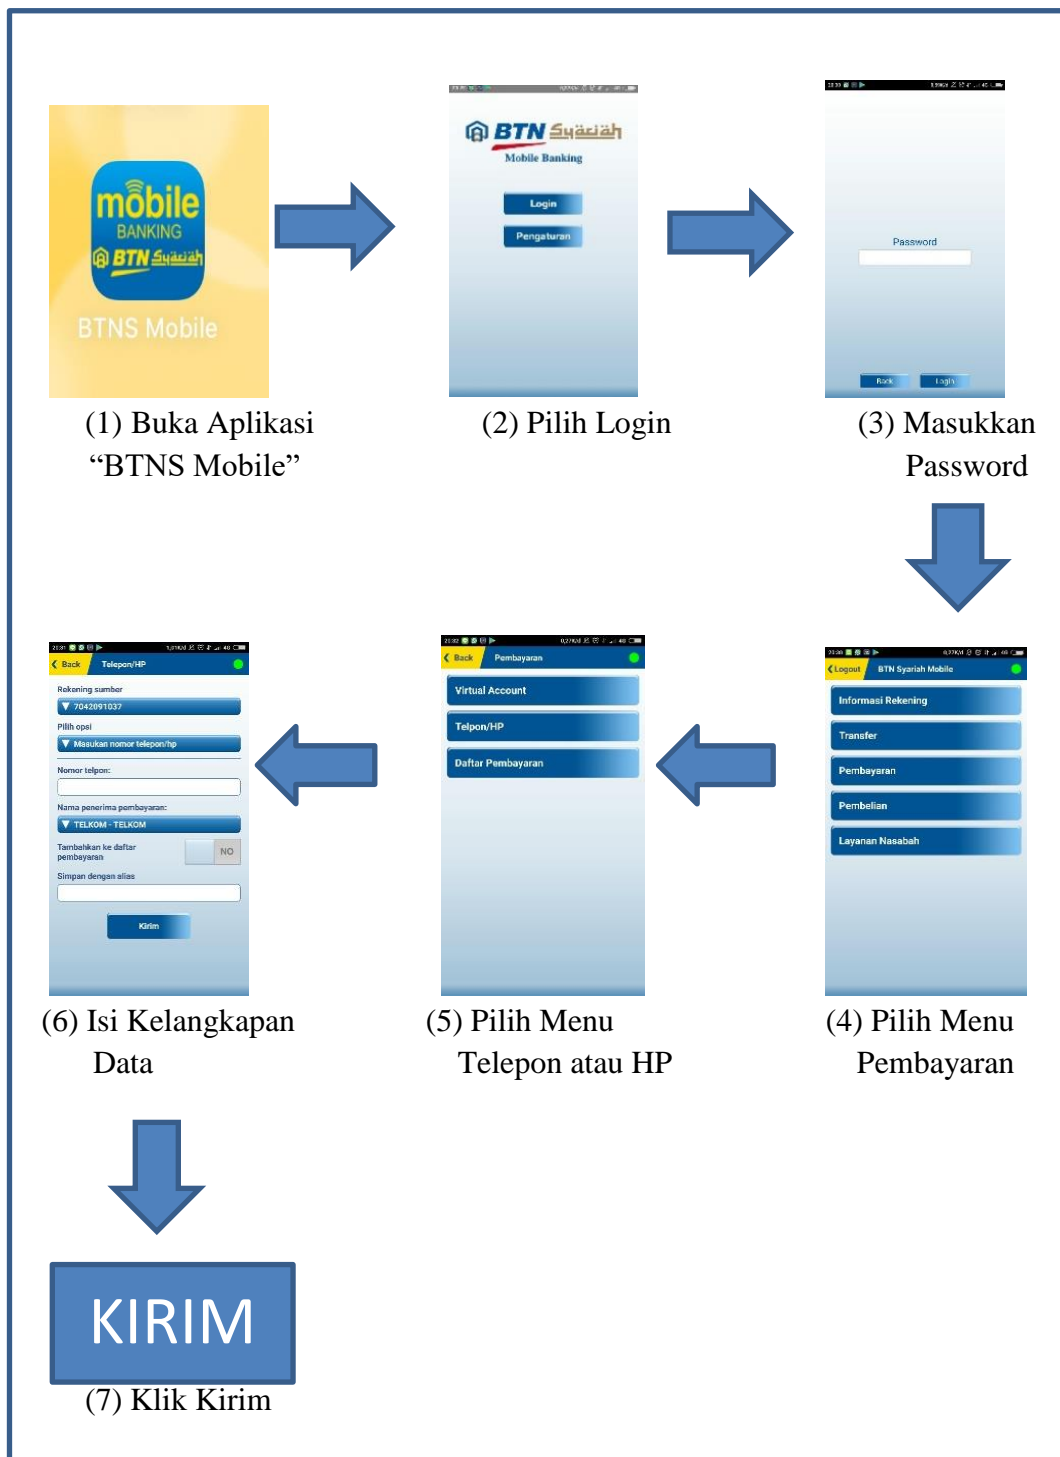 mobile
BANKING
BTN Syariah
BTNS Mobile
(1) Buka Aplikasi
“BTNS Mobile”
BTN Syariah
Mobile Banking
Login
Pengaturan
(2) Pilih Login
Password
Back Login
(3) Masukkan
Password
Logout BTN Syariah Mobile
Informasi Rekening
Transfer
Pembayaran
Pembelian
Layanan Nasabah
(4) Pilih Menu
Pembayaran
Back Pembayaran
Virtual Account
Telpon/HP
Daftar Pembayaran
(5) Pilih Menu
Telepon atau HP
Back Telepon/HP
Rekening sumber
7042091037
Pilih opsi
Masukan nomor telepon/hp
Nomor telpon:
Nama penerima pembayaran:
TELKOM - TELKOM
Tambahkan ke daftar
pembayaran
NO
Simpan dengan alias
Kirim
(6) Isi Kelangkapan
Data
KIRIM
(7) Klik Kirim